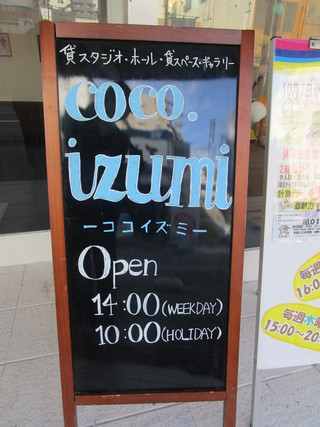 貸スタジオ・ホール・貸スペース・ギャラリー
coco.
izumi
ーココイズミー
Open
14:00(WEEKDAY)
10:00(HOLIDAY)
毎週
16:0
毎週水
15:00~20: